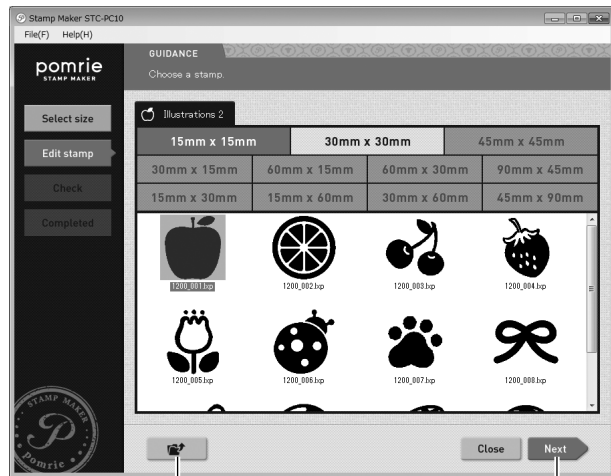 Stamp Maker STC-PC10
File(F) Help(H)
pomrie
STAMP MAKER
GUIDANCE
Choose a stamp.
Select size
Edit stamp
Check
Completed
Illustrations 2
15mm x 15mm 30mm x 30mm 45mm x 45mm
30mm x 15mm 60mm x 15mm 60mm x 30mm 90mm x 45mm
15mm x 30mm 15mm x 60mm 30mm x 60mm 45mm x 90mm
1200_001.lxp 1200_002.lxp 1200_003.lxp 1200_004.lxp
1200_005.lxp 1200_006.lxp 1200_007.lxp 1200_008.lxp
STAMP MAKER
P
Pomrie
Close Next